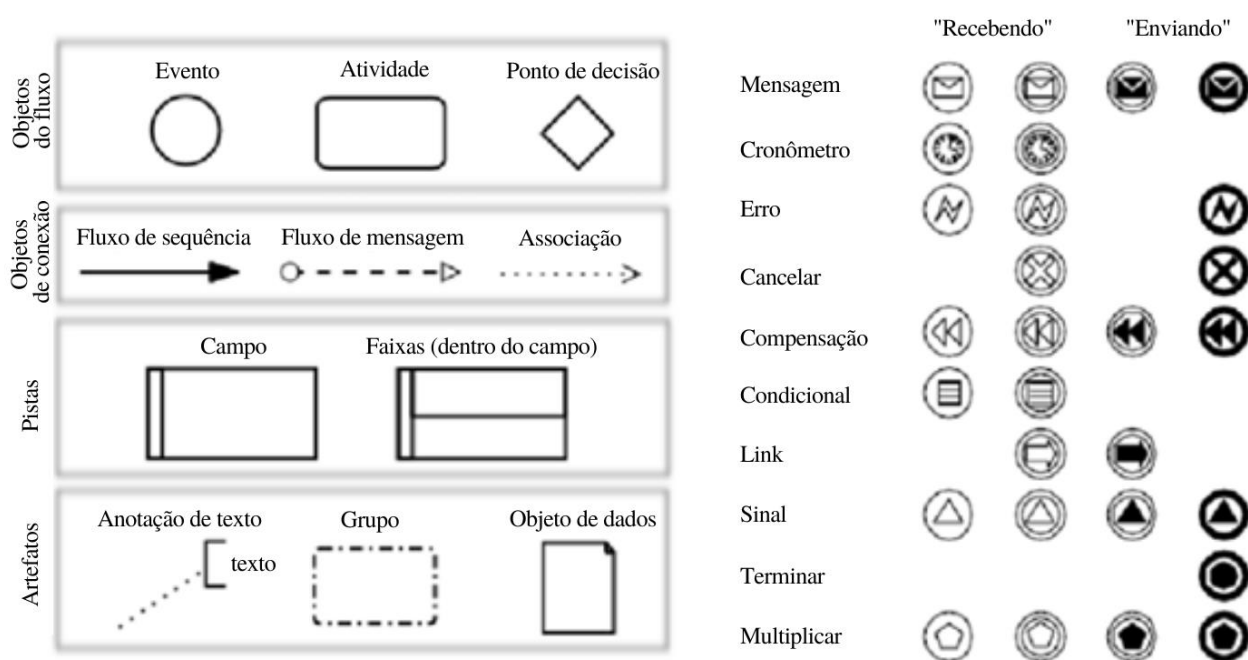 Objetos
do fluxo
Evento
Atividade
Ponto de decisão
Objetos
de conexão
Fluxo de sequência
Fluxo de mensagem
Associação
Pistas
Campo
Faixas (dentro do campo)
Artefatos
Anotação de texto
texto
Grupo
Objeto de dados
"Recebendo"
"Enviando"
Mensagem
Cronômetro
Erro
Cancelar
Compensação
Condicional
Link
Sinal
Terminar
Multiplicar